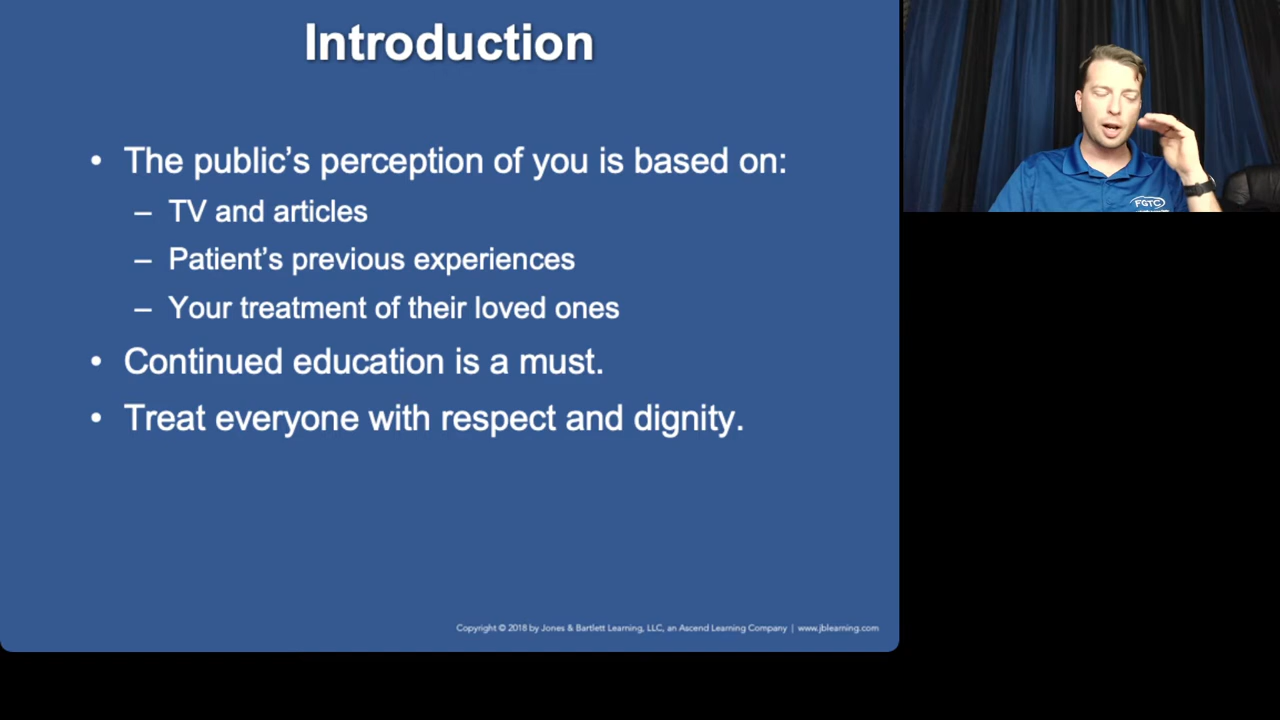 Introduction
• The public's perception of you is based on:
– TV and articles
– Patient's previous experiences
– Your treatment of their loved ones
• Continued education is a must.
• Treat everyone with respect and dignity.
Copyright © 2018 by Jones & Bartlett Learning, LLC, an Ascend Learning Company | www.jblearning.com
FGTC